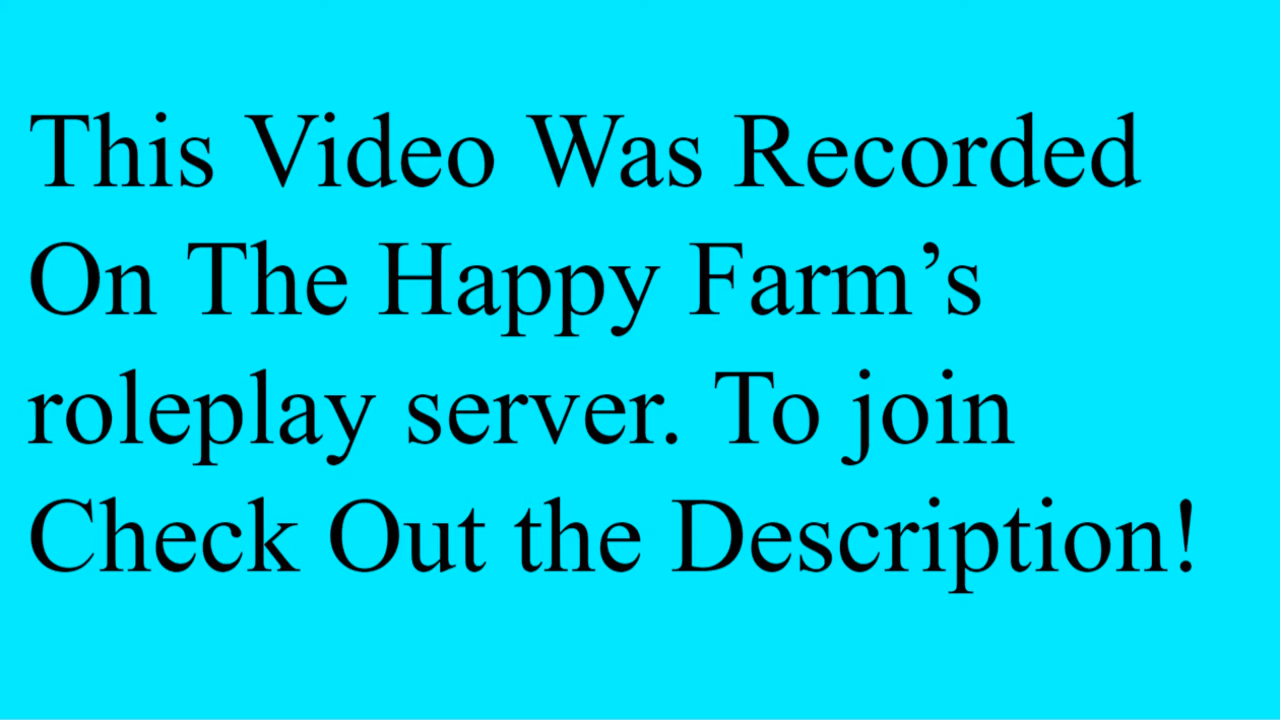 This Video Was Recorded
On The Happy Farm’s
roleplay server. To join
Check Out the Description!